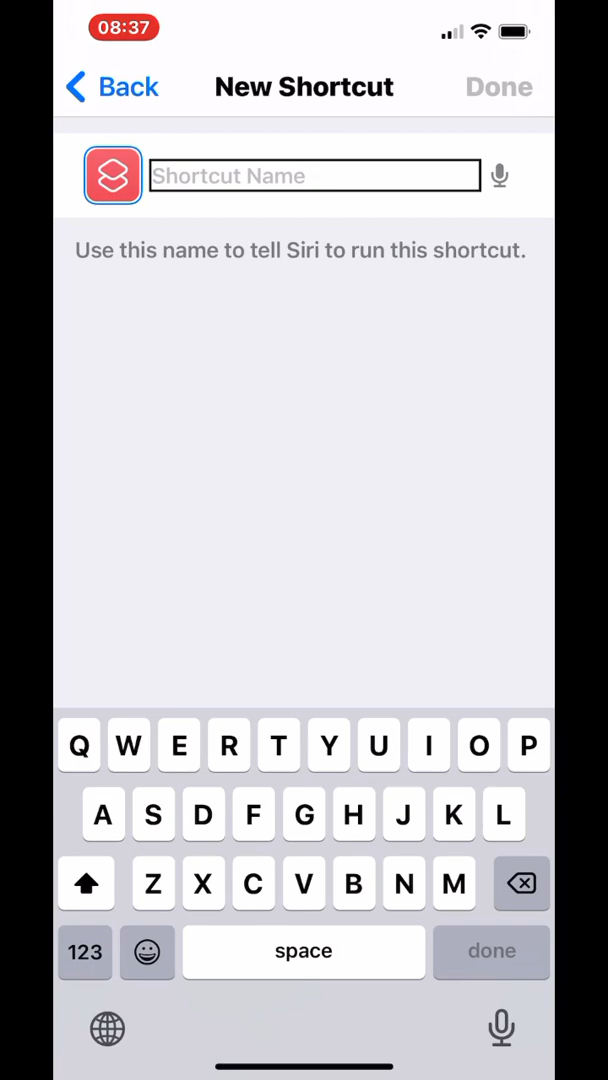 08:37
Back New Shortcut Done
Shortcut Name
Use this name to tell Siri to run this shortcut.
Q W E R T Y U I O P
A S D F G H J K L
Z X C V B N M
123 space done